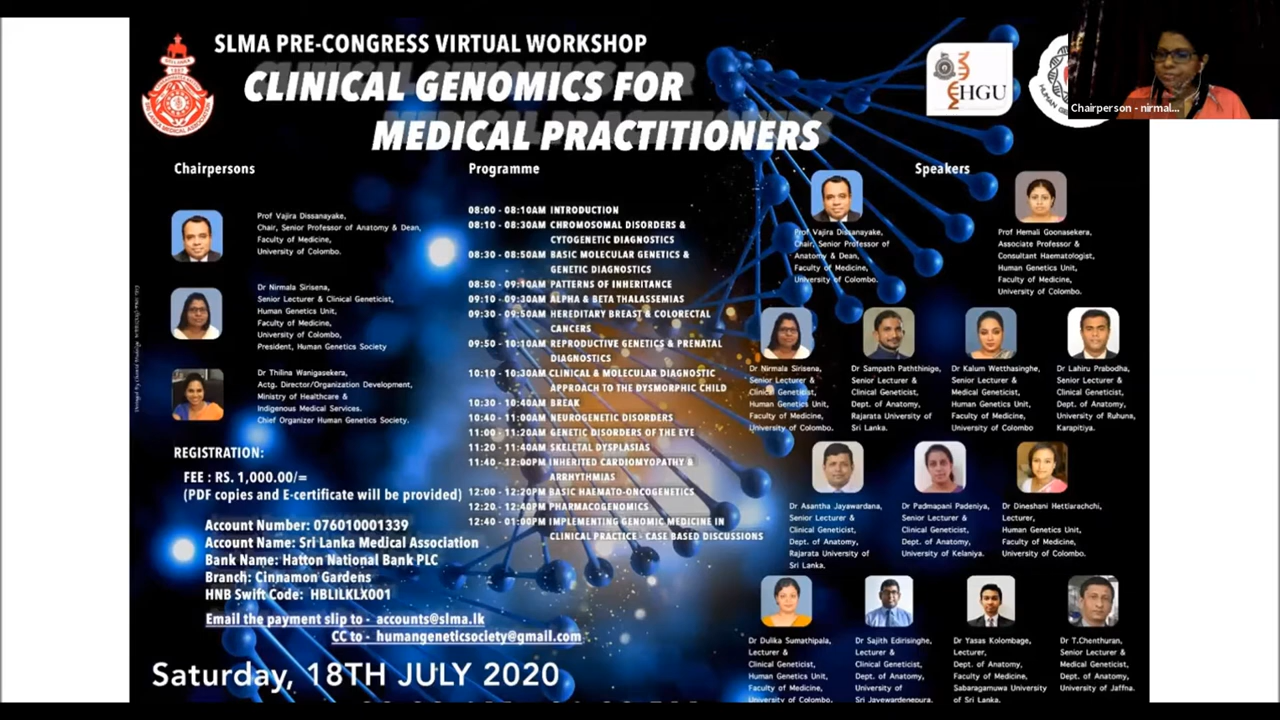 SLMA PRE-CONGRESS VIRTUAL WORKSHOP
CLINICAL GENOMICS FOR
MEDICAL PRACTITIONERS
HGU
Chairperson - nirmal...
Chairpersons
Prof Vajira Dissanayake,
Chair, Senior Professor of Anatomy & Dean,
Faculty of Medicine,
University of Colombo.
Dr Nirmala Sirisena,
Senior Lecturer & Clinical Geneticist,
Human Genetics Unit,
Faculty of Medicine,
University of Colombo,
President, Human Genetics Society
Dr Thilina Wanigasekera,
Actg. Director/Organization Development,
Ministry of Healthcare &
Indigenous Medical Services.
Chief Organizer Human Genetics Society.
REGISTRATION:
FEE : RS. 1,000.00/=
(PDF copies and E-certificate will be provided)
Account Number: 076010001339
Account Name: Sri Lanka Medical Association
Bank Name: Hatton National Bank PLC
Branch: Cinnamon Gardens
HNB Swift Code: HBLILKLX001
Email the payment slip to - accounts@slma.lk
CC to - humangeneticsociety@gmail.com
Saturday, 18TH JULY 2020
Programme
08:00 - 08:10AM INTRODUCTION
08:10 - 08:30AM CHROMOSOMAL DISORDERS &
CYTOGENETIC DIAGNOSTICS
08:30 - 08:50AM BASIC MOLECULAR GENETICS &
GENETIC DIAGNOSTICS
08:50 - 09:10AM PATTERNS OF INHERITANCE
09:10 - 09:30AM ALPHA & BETA THALASSEMIAS
09:30 - 09:50AM HEREDITARY BREAST & COLORECTAL
CANCERS
09:50 - 10:10AM REPRODUCTIVE GENETICS & PRENATAL
DIAGNOSTICS
10:10 - 10:30AM CLINICAL & MOLECULAR DIAGNOSTIC
APPROACH TO THE DYSMORPHIC CHILD
10:30 - 10:40AM BREAK
10:40 - 11:00AM NEUROGENETIC DISORDERS
11:00 - 11:20AM GENETIC DISORDERS OF THE EYE
11:20 - 11:40AM SKELETAL DYSPLASIAS
11:40 - 12:00PM INHERITED CARDIOMYOPATHY &
ARRHYTHMIAS
12:00 - 12:20PM BASIC HAEMATO-ONCOGENETICS
12:20 - 12:40PM PHARMACOGENOMICS
12:40 - 01:00PM IMPLEMENTING GENOMIC MEDICINE IN
CLINICAL PRACTICE - CASE BASED DISCUSSIONS
Speakers
Prof Vajira Dissanayake,
Chair, Senior Professor of
Anatomy & Dean,
Faculty of Medicine,
University of Colombo.
Prof Hemali Goonasekera,
Associate Professor &
Consultant Haematologist,
Human Genetics Unit,
Faculty of Medicine,
University of Colombo.
Dr Nirmala Sirisena,
Senior Lecturer &
Clinical Geneticist,
Human Genetics Unit,
Faculty of Medicine,
University of Colombo.
Dr Sampath Paththinige,
Senior Lecturer &
Clinical Geneticist,
Dept. of Anatomy,
Rajarata University of
Sri Lanka.
Dr Kalum Wettasinghe,
Senior Lecturer &
Medical Geneticist,
Human Genetics Unit,
Faculty of Medicine,
University of Colombo
Dr Lahiru Prabodha,
Senior Lecturer &
Clinical Geneticist,
Dept. of Anatomy,
University of Ruhuna,
Karapitiya.
Dr Asantha Jayawardana,
Senior Lecturer &
Clinical Geneticist,
Dept. of Anatomy,
Rajarata University of
Sri Lanka.
Dr Padmapani Padeniya,
Senior Lecturer &
Clinical Geneticist,
Dept. of Anatomy,
University of Kelaniya.
Dr Dineshani Hettiarachchi,
Lecturer,
Human Genetics Unit,
Faculty of Medicine,
University of Colombo.
Dr Dulika Sumathipala,
Lecturer &
Clinical Geneticist,
Human Genetics Unit,
Faculty of Medicine,
University of Colombo.
Dr Sajith Edirisinghe,
Lecturer &
Clinical Geneticist,
Dept. of Anatomy,
University of
Sri Jayewardenepura.
Dr Yasas Kolombage,
Lecturer,
Dept. of Anatomy,
Faculty of Medicine,
Sabaragamuwa University
of Sri Lanka.
Dr T.Chenthuran,
Senior Lecturer &
Medical Geneticist,
Dept. of Anatomy,
University of Jaffna.